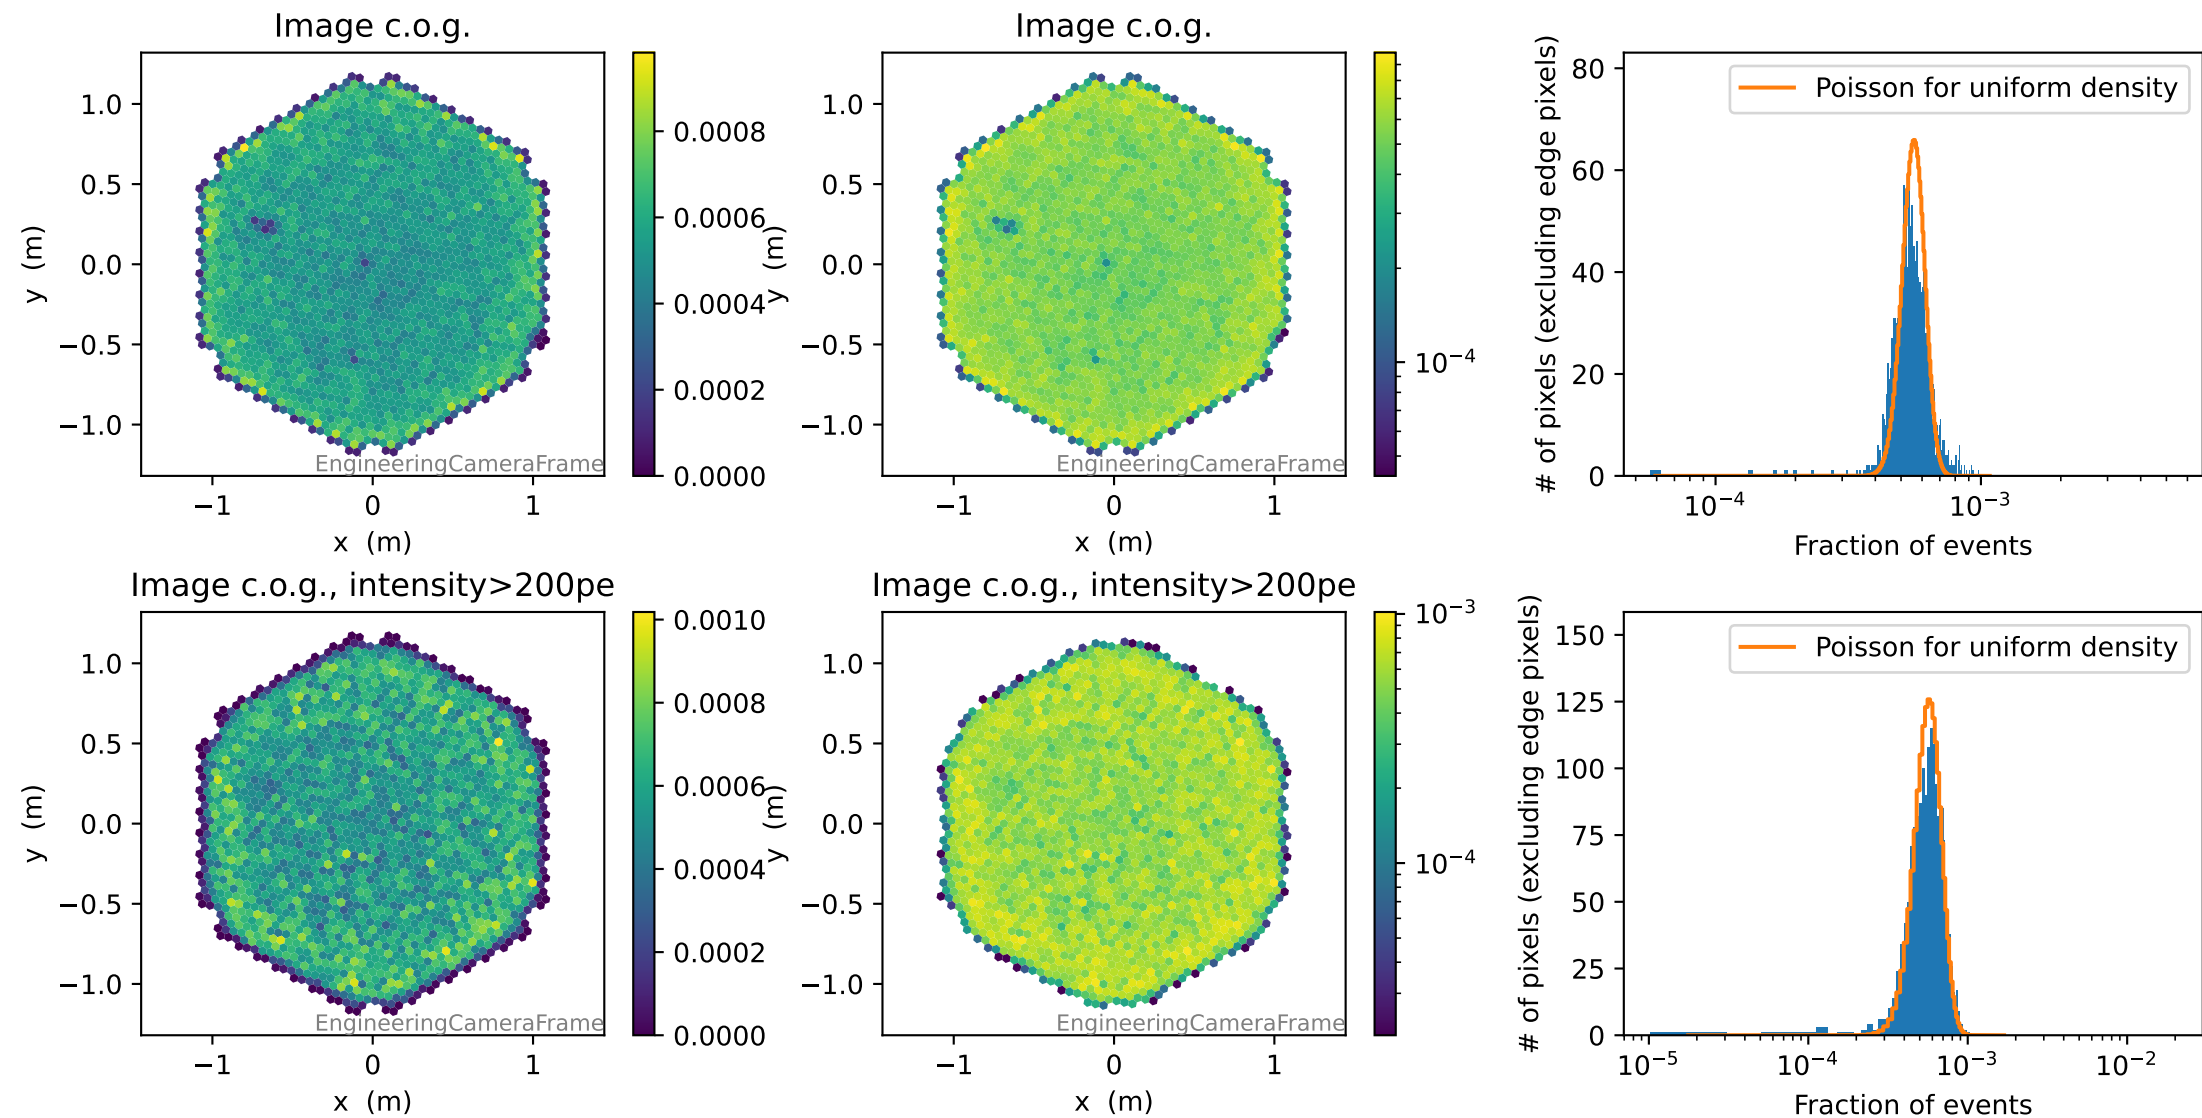 Image c.o.g.
y (m)
1.0
0.5
0.0
−0.5
−1.0
−1
0
1
x (m)
EngineeringCameraFrame
0.0008
0.0006
0.0004
0.0002
0.0000
Image c.o.g.
y (m)
1.0
0.5
0.0
−0.5
−1.0
−1
0
1
x (m)
EngineeringCameraFrame
10⁻⁴
# of pixels (excluding edge pixels)
80
60
40
20
0
Poisson for uniform density
10⁻⁴
10⁻³
Fraction of events
Image c.o.g., intensity>200pe
y (m)
1.0
0.5
0.0
−0.5
−1.0
−1
0
1
x (m)
EngineeringCameraFrame
0.0010
0.0008
0.0006
0.0004
0.0002
0.0000
Image c.o.g., intensity>200pe
y (m)
1.0
0.5
0.0
−0.5
−1.0
−1
0
1
x (m)
EngineeringCameraFrame
10⁻³
10⁻⁴
# of pixels (excluding edge pixels)
150
125
100
75
50
25
0
Poisson for uniform density
10⁻⁵
10⁻⁴
10⁻³
10⁻²
Fraction of events